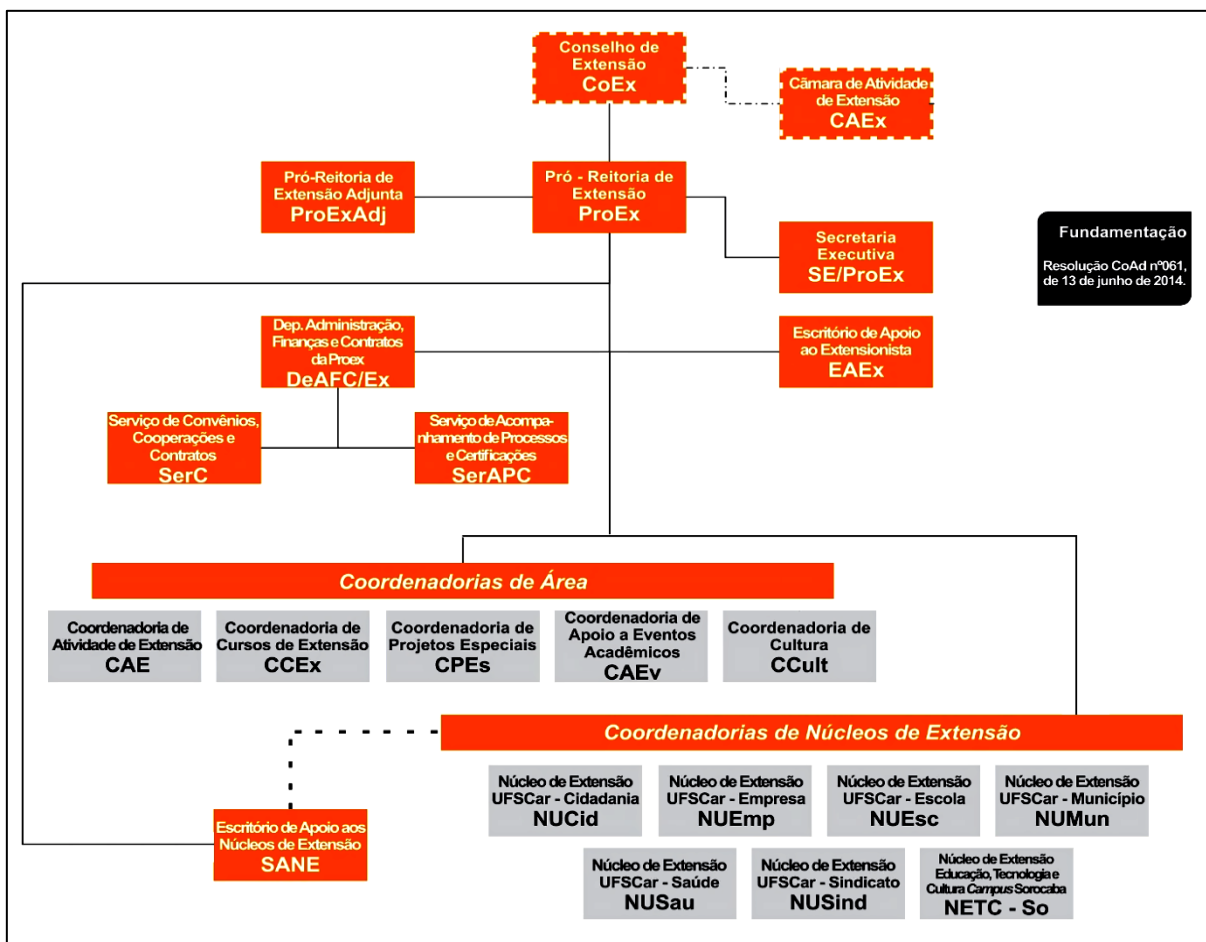 Conselho de
Extensão
CoEx
Câmara de Atividade
de Extensão
CAEx
Pró-Reitoria de
Extensão Adjunta
ProExAdj
Pró - Reitoria de
Extensão
ProEx
Secretaria
Executiva
SE/ProEx
Fundamentação
Resolução CoAd nº061,
de 13 de junho de 2014.
Dep. Administração,
Finanças e Contratos
da Proex
DeAFC/Ex
Escritório de Apoio
ao Extensionista
EAEx
Serviço de Convênios,
Cooperações e
Contratos
SerC
Serviço de Acompa-
nhamento de Processos
e Certificações
SerAPC
Coordenadorias de Área
Coordenadoria de
Atividade de Extensão
CAE
Coordenadoria de
Cursos de Extensão
CCEx
Coordenadoria de
Projetos Especiais
CPEs
Coordenadoria de
Apoio a Eventos
Acadêmicos
CAEv
Coordenadoria de
Cultura
CCult
Coordenadorias de Núcleos de Extensão
Núcleo de Extensão
UFSCar - Cidadania
NUCid
Núcleo de Extensão
UFSCar - Empresa
NUEmp
Núcleo de Extensão
UFSCar - Escola
NUEsc
Núcleo de Extensão
UFSCar - Município
NUMun
Escritório de Apoio aos
Núcleos de Extensão
SANE
Núcleo de Extensão
UFSCar - Saúde
NUSau
Núcleo de Extensão
UFSCar - Sindicato
NUSind
Núcleo de Extensão
Educação, Tecnologia e
Cultura Campus Sorocaba
NETC - So